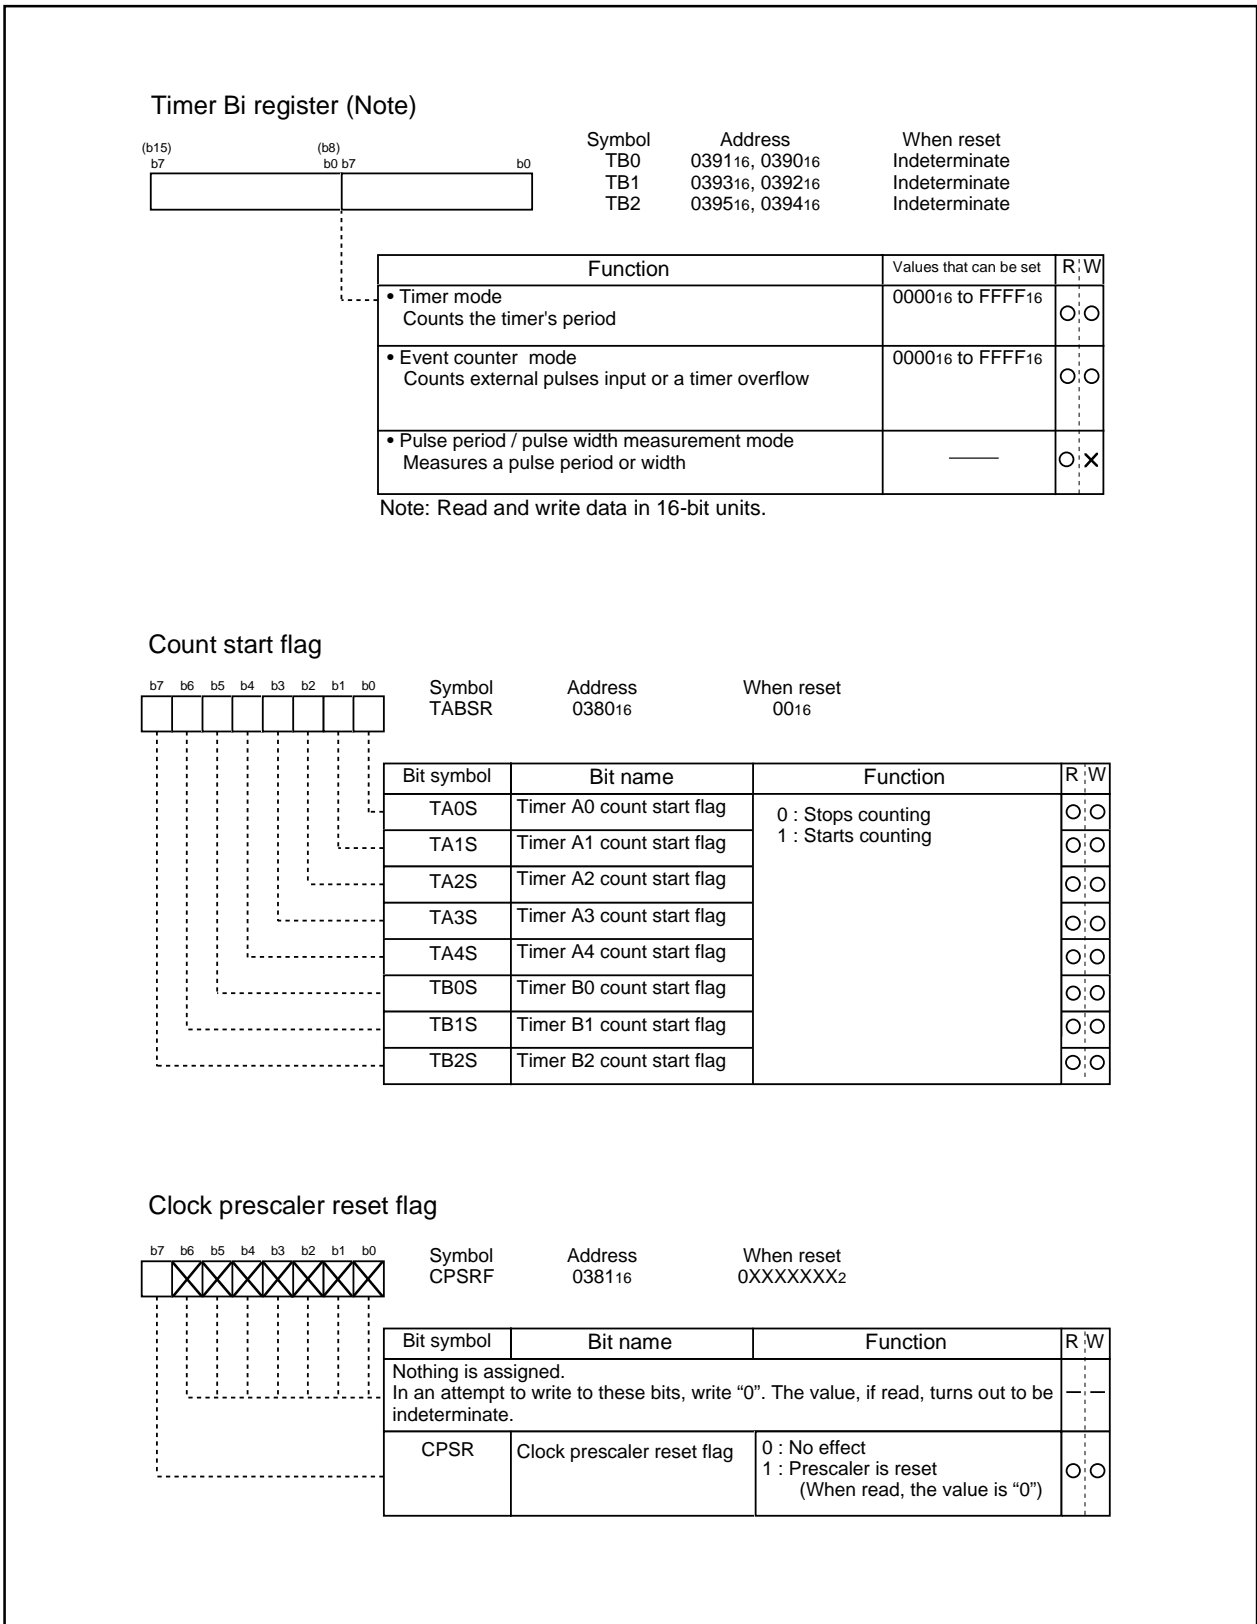 Timer Bi register (Note)
(b15) (b8)
b7 b0 b7 b0
Symbol Address When reset
TB0 039116, 039016 Indeterminate
TB1 039316, 039216 Indeterminate
TB2 039516, 039416 Indeterminate
Function Values that can be set R W
• Timer mode 000016 to FFFF16
Counts the timer's period
• Event counter mode 000016 to FFFF16
Counts external pulses input or a timer overflow
• Pulse period / pulse width measurement mode
Measures a pulse period or width
Note: Read and write data in 16-bit units.
Count start flag
b7 b6 b5 b4 b3 b2 b1 b0
Symbol Address When reset
TABSR 038016 0016
Bit symbol Bit name Function R W
TA0S Timer A0 count start flag 0 : Stops counting
TA1S Timer A1 count start flag 1 : Starts counting
TA2S Timer A2 count start flag
TA3S Timer A3 count start flag
TA4S Timer A4 count start flag
TB0S Timer B0 count start flag
TB1S Timer B1 count start flag
TB2S Timer B2 count start flag
Clock prescaler reset flag
b7 b6 b5 b4 b3 b2 b1 b0
Symbol Address When reset
CPSRF 038116 0XXXXXXX2
Bit symbol Bit name Function R W
Nothing is assigned.
In an attempt to write to these bits, write “0”. The value, if read, turns out to be
indeterminate.
CPSR Clock prescaler reset flag 0 : No effect
1 : Prescaler is reset
(When read, the value is “0”)